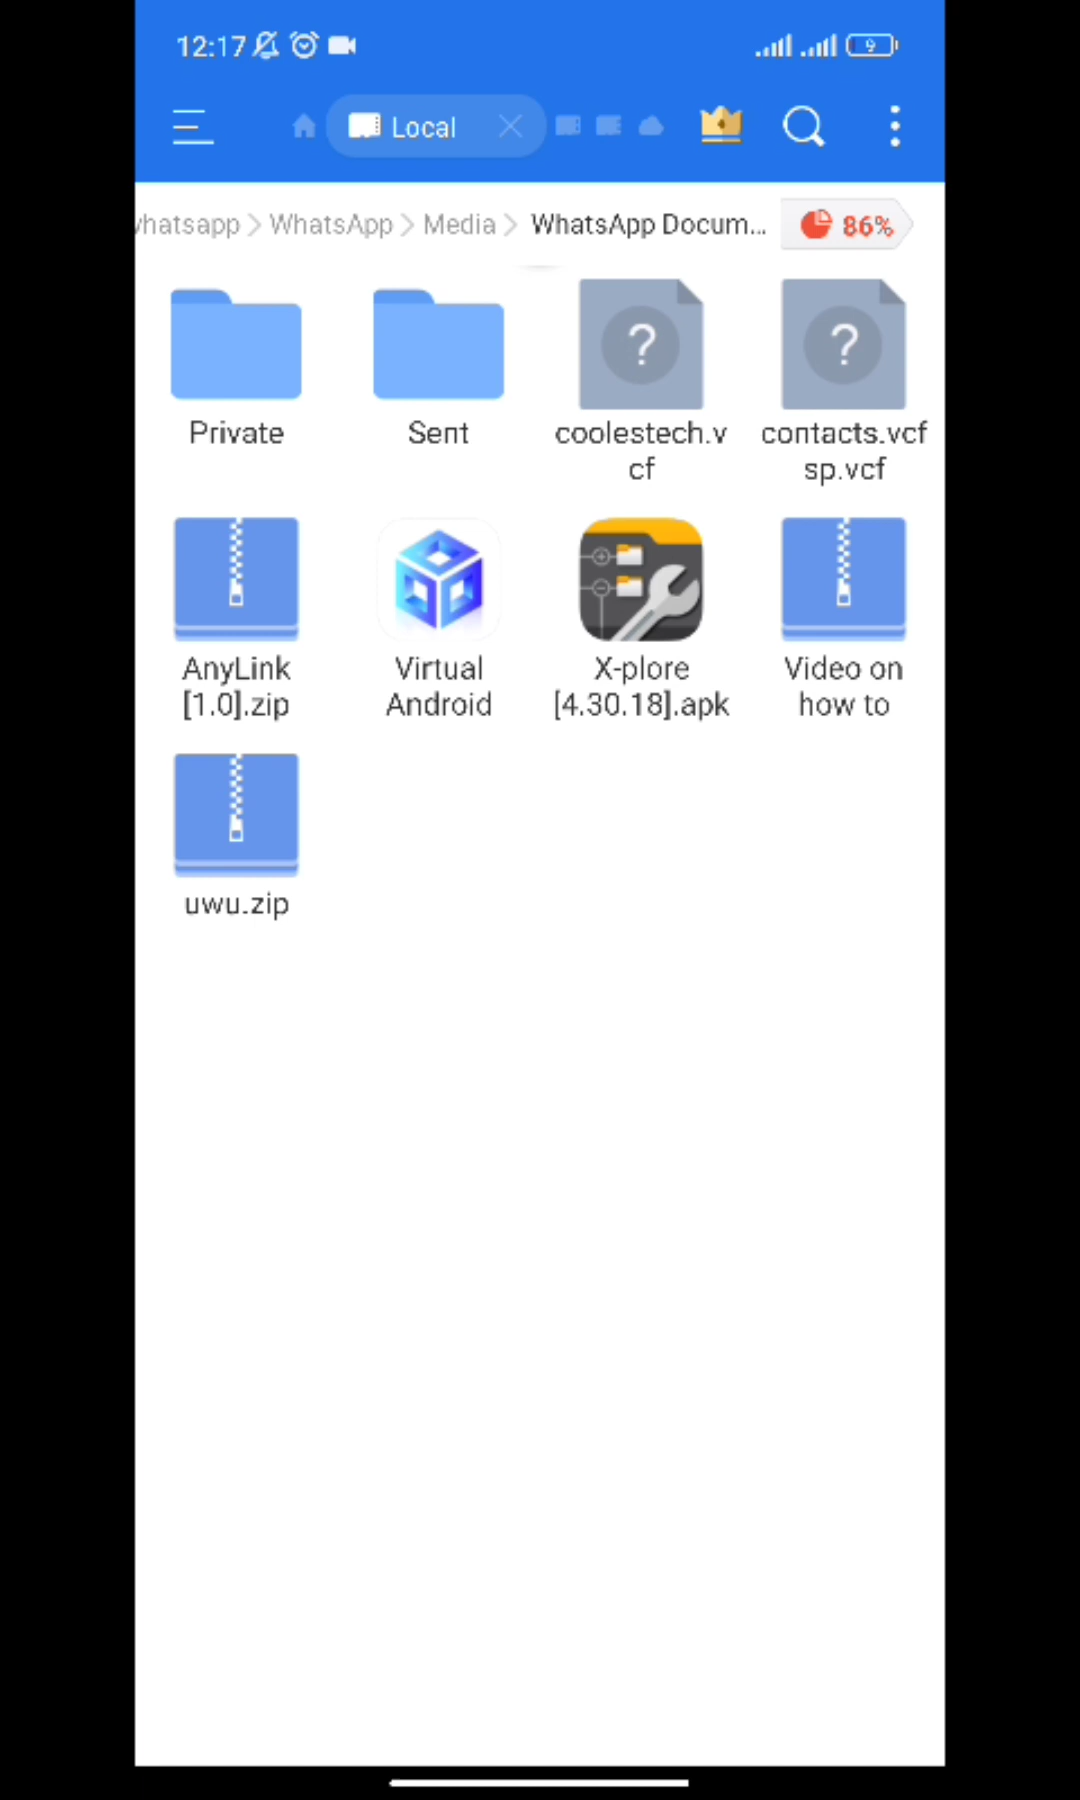 12:17 9
Local
hatsapp WhatsApp Media WhatsApp Docum... 86%
Private
Sent
coolestech.v
cf
contacts.vcf
sp.vcf
AnyLink
[1.0].zip
Virtual
Android
X-plore
[4.30.18].apk
Video on
how to
uwu.zip